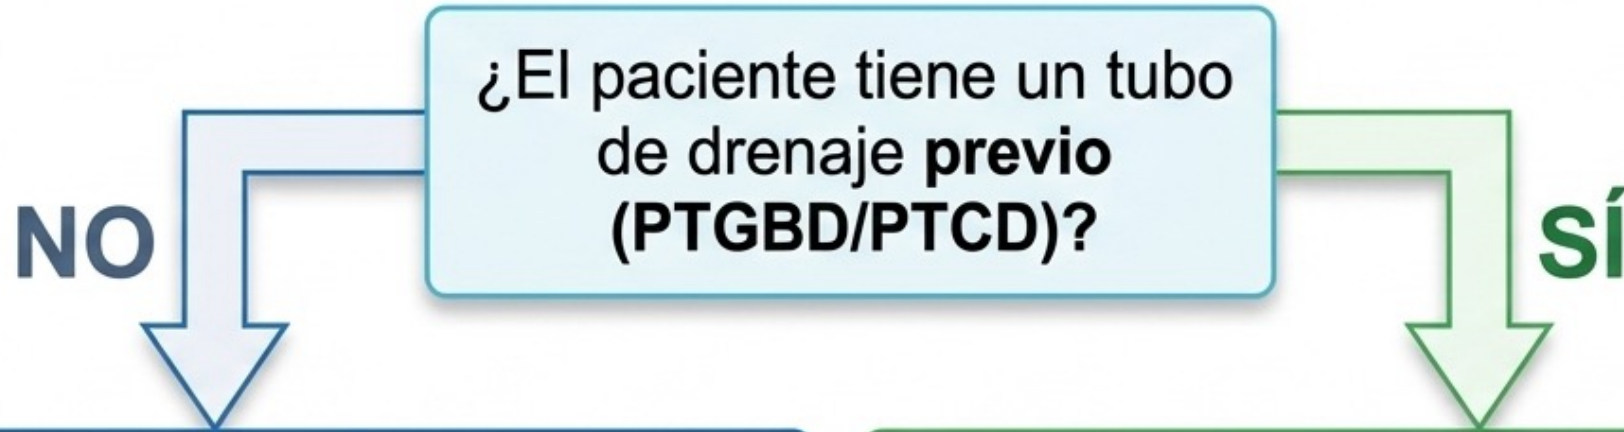 ¿El paciente tiene un tubo
de drenaje previo
(PTGBD/PTCD)?
NO
SÍ